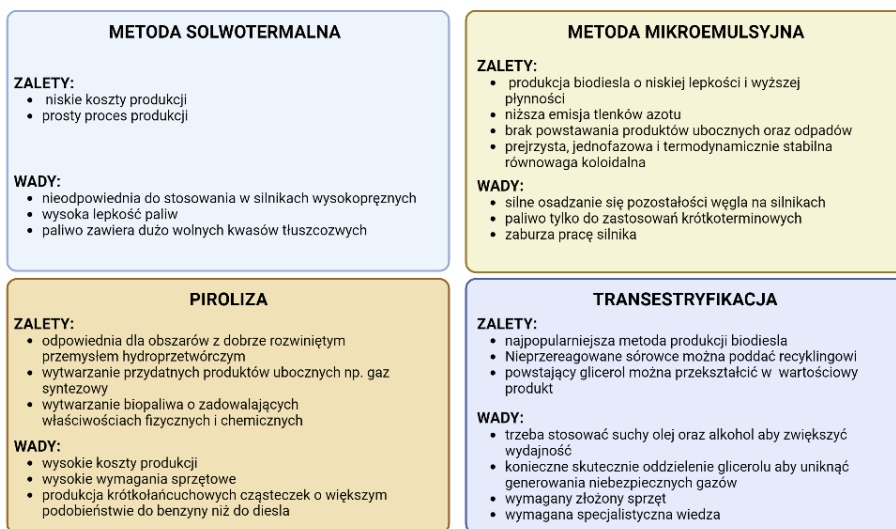 METODA SOLWOTERMALNA
ZALETY:
• niskie koszty produkcji
• prosty proces produkcji
WADY:
• nieodpowiednia do stosowania w silnikach wysokoprężnych
• wysoka lepkość paliw
• paliwo zawiera dużo wolnych kwasów tłuszcozwych
METODA MIKROEMULSYJNA
ZALETY:
• produkcja biodiesla o niskiej lepkości i wyższej
płynności
• niższa emisja tlenków azotu
• brak powstawania produktów ubocznych oraz odpadów
• prejrzysta, jednofazowa i termodynamicznie stabilna
równowaga koloidalna
WADY:
• silne osadzanie się pozostałości węgla na silnikach
• paliwo tylko do zastosowań krótkoterminowych
• zaburza pracę silnika
PIROLIZA
ZALETY:
• odpowiednia dla obszarów z dobrze rozwiniętym
przemysłem hydroprzetwórczym
• wytwarzanie przydatnych produktów ubocznych np. gaz
syntezowy
• wytwarzanie biopaliwa o zadowalających
właściwościach fizycznych i chemicznych
WADY:
• wysokie koszty produkcji
• wysokie wymagania sprzętowe
• produkcja krótkołańcuchowych cząsteczek o większym
podobieństwie do benzyny niż do diesla
TRANSESTRYFIKACJA
ZALETY:
• najpopularniejsza metoda produkcji biodiesla
• Nieprzereagowane sórowce można poddać recyklingowi
• powstający glicerol można przekształcić w wartościowy
produkt
WADY:
• trzeba stosować suchy olej oraz alkohol aby zwiększyć
wydajność
• konieczne skutecznie oddzielenie glicerolu aby uniknąć
generowania niebezpiecznych gazów
• wymagany złożony sprzęt
• wymagana specjalistyczna wiedza